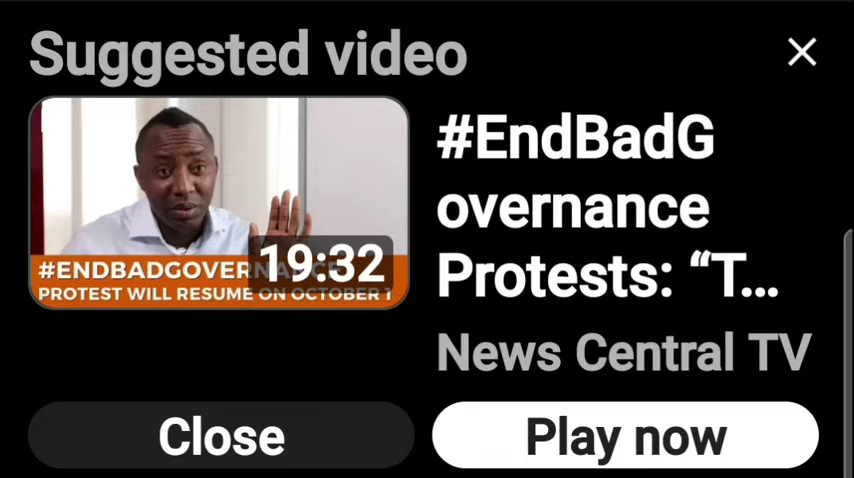 Suggested video
#EndBadG
overnance
Protests: “T...
News Central TV
19:32
#ENDBADGOVERNANCE
PROTEST WILL RESUME ON OCTOBER 1
Close
Play now